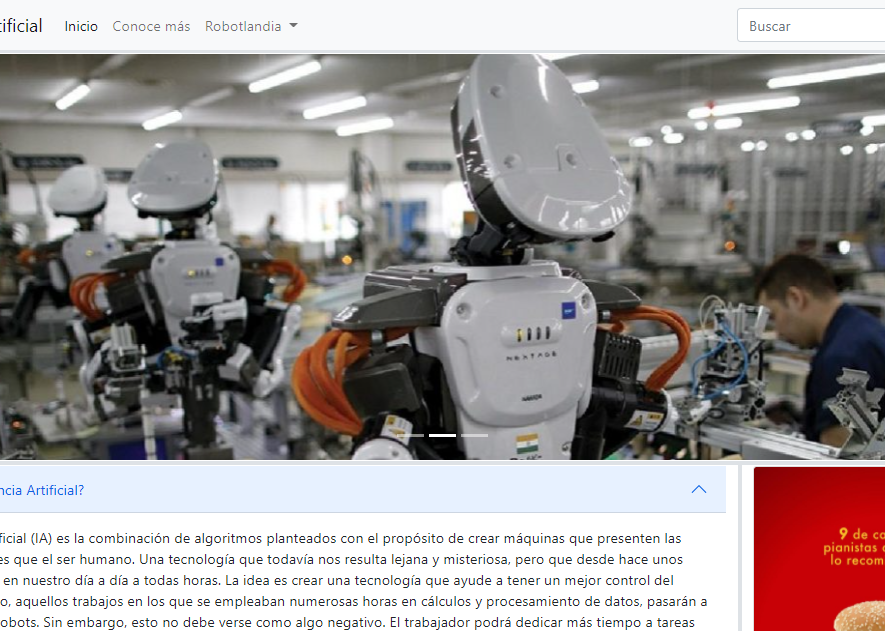 ificial Inicio Conoce más Robotlandia Buscar
NEXTAGE
ncia Artificial?
ficial (IA) es la combinación de algoritmos planteados con el propósito de crear máquinas que presenten las
es que el ser humano. Una tecnología que todavía nos resulta lejana y misteriosa, pero que desde hace unos
en nuestro día a día a todas horas. La idea es crear una tecnología que ayude a tener un mejor control del
o, aquellos trabajos en los que se empleaban numerosas horas en cálculos y procesamiento de datos, pasarán a
robots. Sin embargo, esto no debe verse como algo negativo. El trabajador podrá dedicar más tiempo a tareas
9 de ca
pianistas
lo recom